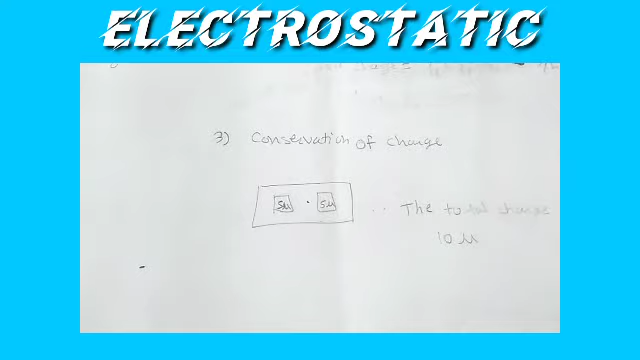 ELECTROSTATIC
3) Conservation of charge
5μ . 5μ
.. The total charge
10 μ